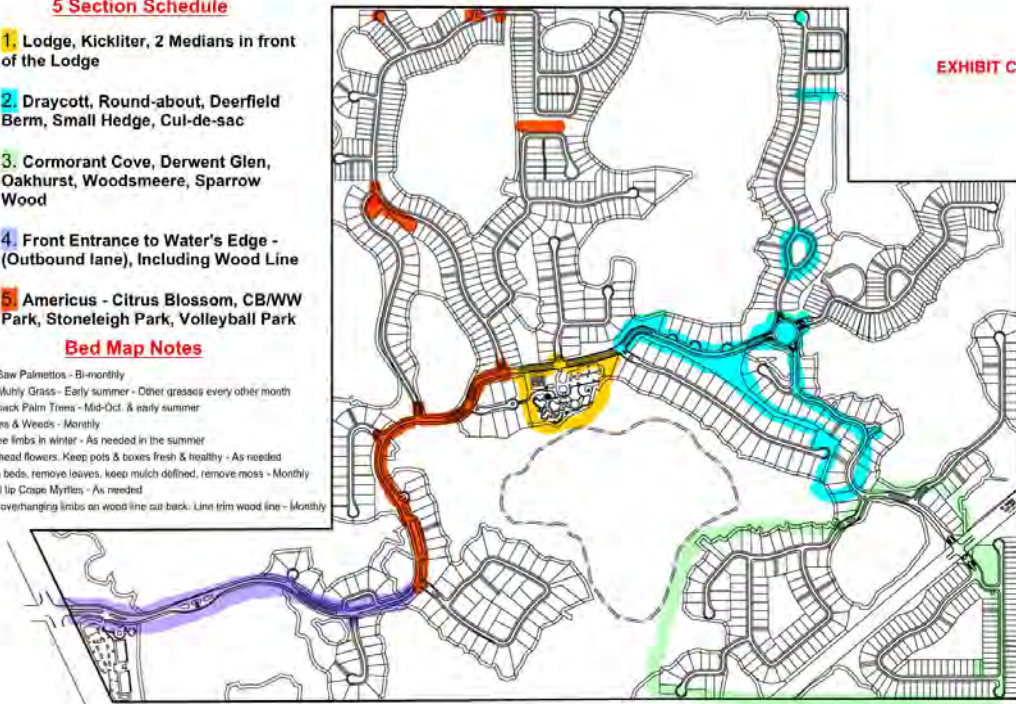 5 Section Schedule
1. Lodge, Kickliter, 2 Medians in front
of the Lodge
2. Draycott, Round-about, Deerfield
Berm, Small Hedge, Cul-de-sac
3. Cormorant Cove, Derwent Glen,
Oakhurst, Woodsmeere, Sparrow
Wood
4. Front Entrance to Water's Edge -
(Outbound lane), Including Wood Line
5. Americus - Citrus Blossom, CB/WW
Park, Stoneleigh Park, Volleyball Park
Bed Map Notes
Saw Palmettos - Bi-monthly
Muhly Grass - Early summer - Other grasses every other month
Palm Trees - Mid-Oct. & early summer
& Weeds - Monthly
limbs in winter - As needed in the summer
head flowers. Keep pots & boxes fresh & healthy - As needed
beds, remove leaves, keep mulch defined, remove moss - Monthly
tip Crape Myrtles - As needed
overhanging limbs on wood line cut back. Line trim wood line - Monthly
EXHIBIT C